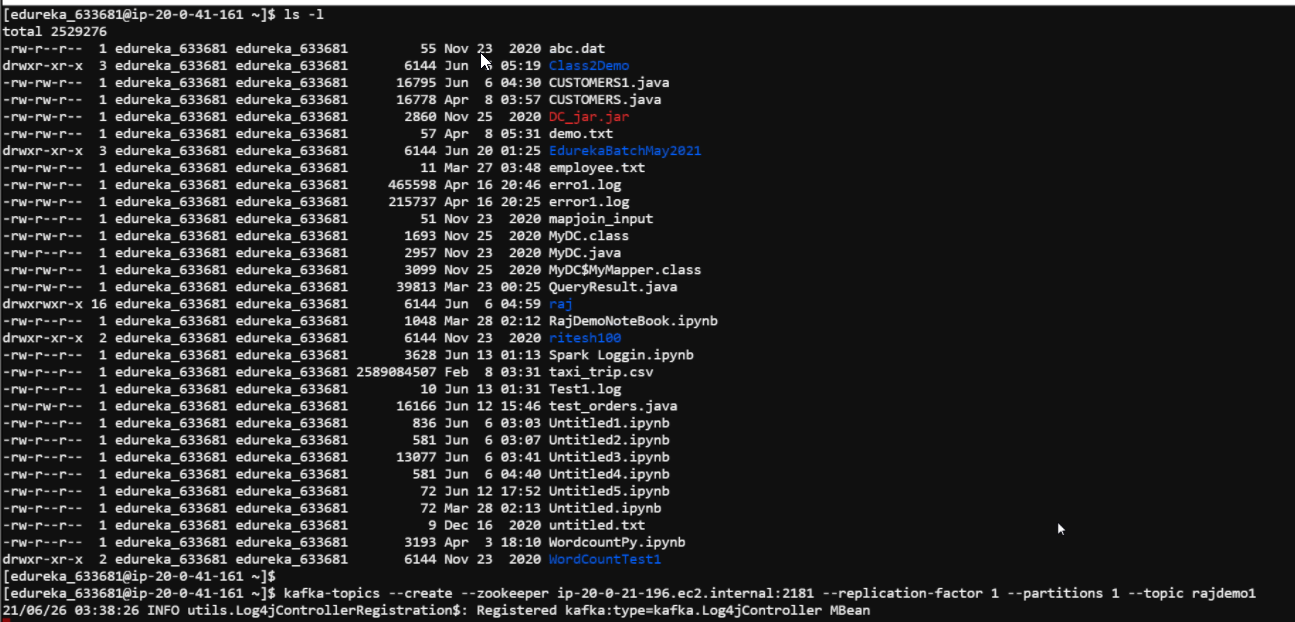 [edureka_633681@ip-20-0-41-161 ~]$ ls -l
total 2529276
-rw-r--r-- 1 edureka_633681 edureka_633681 55 Nov 23 2020 abc.dat
drwxr-xr-x 3 edureka_633681 edureka_633681 6144 Jun 05:19 Class2Demo
-rw-rw-r-- 1 edureka_633681 edureka_633681 16795 Jun 6 04:30 CUSTOMERS1.java
-rw-rw-r-- 1 edureka_633681 edureka_633681 16778 Apr 8 03:57 CUSTOMERS.java
-rw-rw-r-- 1 edureka_633681 edureka_633681 2860 Nov 25 2020 DC_jar.jar
-rw-rw-r-- 1 edureka_633681 edureka_633681 57 Apr 8 05:31 demo.txt
drwxr-xr-x 3 edureka_633681 edureka_633681 6144 Jun 20 01:25 EdurekaBatchMay2021
-rw-rw-r-- 1 edureka_633681 edureka_633681 11 Mar 27 03:48 employee.txt
-rw-rw-r-- 1 edureka_633681 edureka_633681 465598 Apr 16 20:46 erro1.log
-rw-rw-r-- 1 edureka_633681 edureka_633681 215737 Apr 16 20:25 error1.log
-rw-r--r-- 1 edureka_633681 edureka_633681 51 Nov 23 2020 mapjoin_input
-rw-rw-r-- 1 edureka_633681 edureka_633681 1693 Nov 25 2020 MyDC.class
-rw-rw-r-- 1 edureka_633681 edureka_633681 2957 Nov 23 2020 MyDC.java
-rw-rw-r-- 1 edureka_633681 edureka_633681 3099 Nov 25 2020 MyDC$MyMapper.class
-rw-rw-r-- 1 edureka_633681 edureka_633681 39813 Mar 23 00:25 QueryResult.java
drwxrwxr-x 16 edureka_633681 edureka_633681 6144 Jun 6 04:59 raj
-rw-r--r-- 1 edureka_633681 edureka_633681 1048 Mar 28 02:12 RajDemoNoteBook.ipynb
drwxr-xr-x 2 edureka_633681 edureka_633681 6144 Nov 23 2020 ritesh100
-rw-r--r-- 1 edureka_633681 edureka_633681 3628 Jun 13 01:13 Spark Loggin.ipynb
-rw-r--r-- 1 edureka_633681 edureka_633681 2589084507 Feb 8 03:31 taxi_trip.csv
-rw-rw-r-- 1 edureka_633681 edureka_633681 10 Jun 13 01:31 Test1.log
-rw-rw-r-- 1 edureka_633681 edureka_633681 16166 Jun 12 15:46 test_orders.java
-rw-r--r-- 1 edureka_633681 edureka_633681 836 Jun 6 03:03 Untitled1.ipynb
-rw-r--r-- 1 edureka_633681 edureka_633681 581 Jun 6 03:07 Untitled2.ipynb
-rw-r--r-- 1 edureka_633681 edureka_633681 13077 Jun 6 03:41 Untitled3.ipynb
-rw-r--r-- 1 edureka_633681 edureka_633681 581 Jun 6 04:40 Untitled4.ipynb
-rw-r--r-- 1 edureka_633681 edureka_633681 72 Jun 12 17:52 Untitled5.ipynb
-rw-r--r-- 1 edureka_633681 edureka_633681 72 Mar 28 02:13 Untitled.ipynb
-rw-r--r-- 1 edureka_633681 edureka_633681 9 Dec 16 2020 untitled.txt
-rw-r--r-- 1 edureka_633681 edureka_633681 3193 Apr 3 18:10 WordcountPy.ipynb
drwxr-xr-x 2 edureka_633681 edureka_633681 6144 Nov 23 2020 WordCountTest1
[edureka_633681@ip-20-0-41-161 ~]$
[edureka_633681@ip-20-0-41-161 ~]$ kafka-topics --create --zookeeper ip-20-0-21-196.ec2.internal:2181 --replication-factor 1 --partitions 1 --topic rajdemo1
21/06/26 03:38:26 INFO utils.Log4jControllerRegistration$: Registered kafka:type=kafka.Log4jController MBean